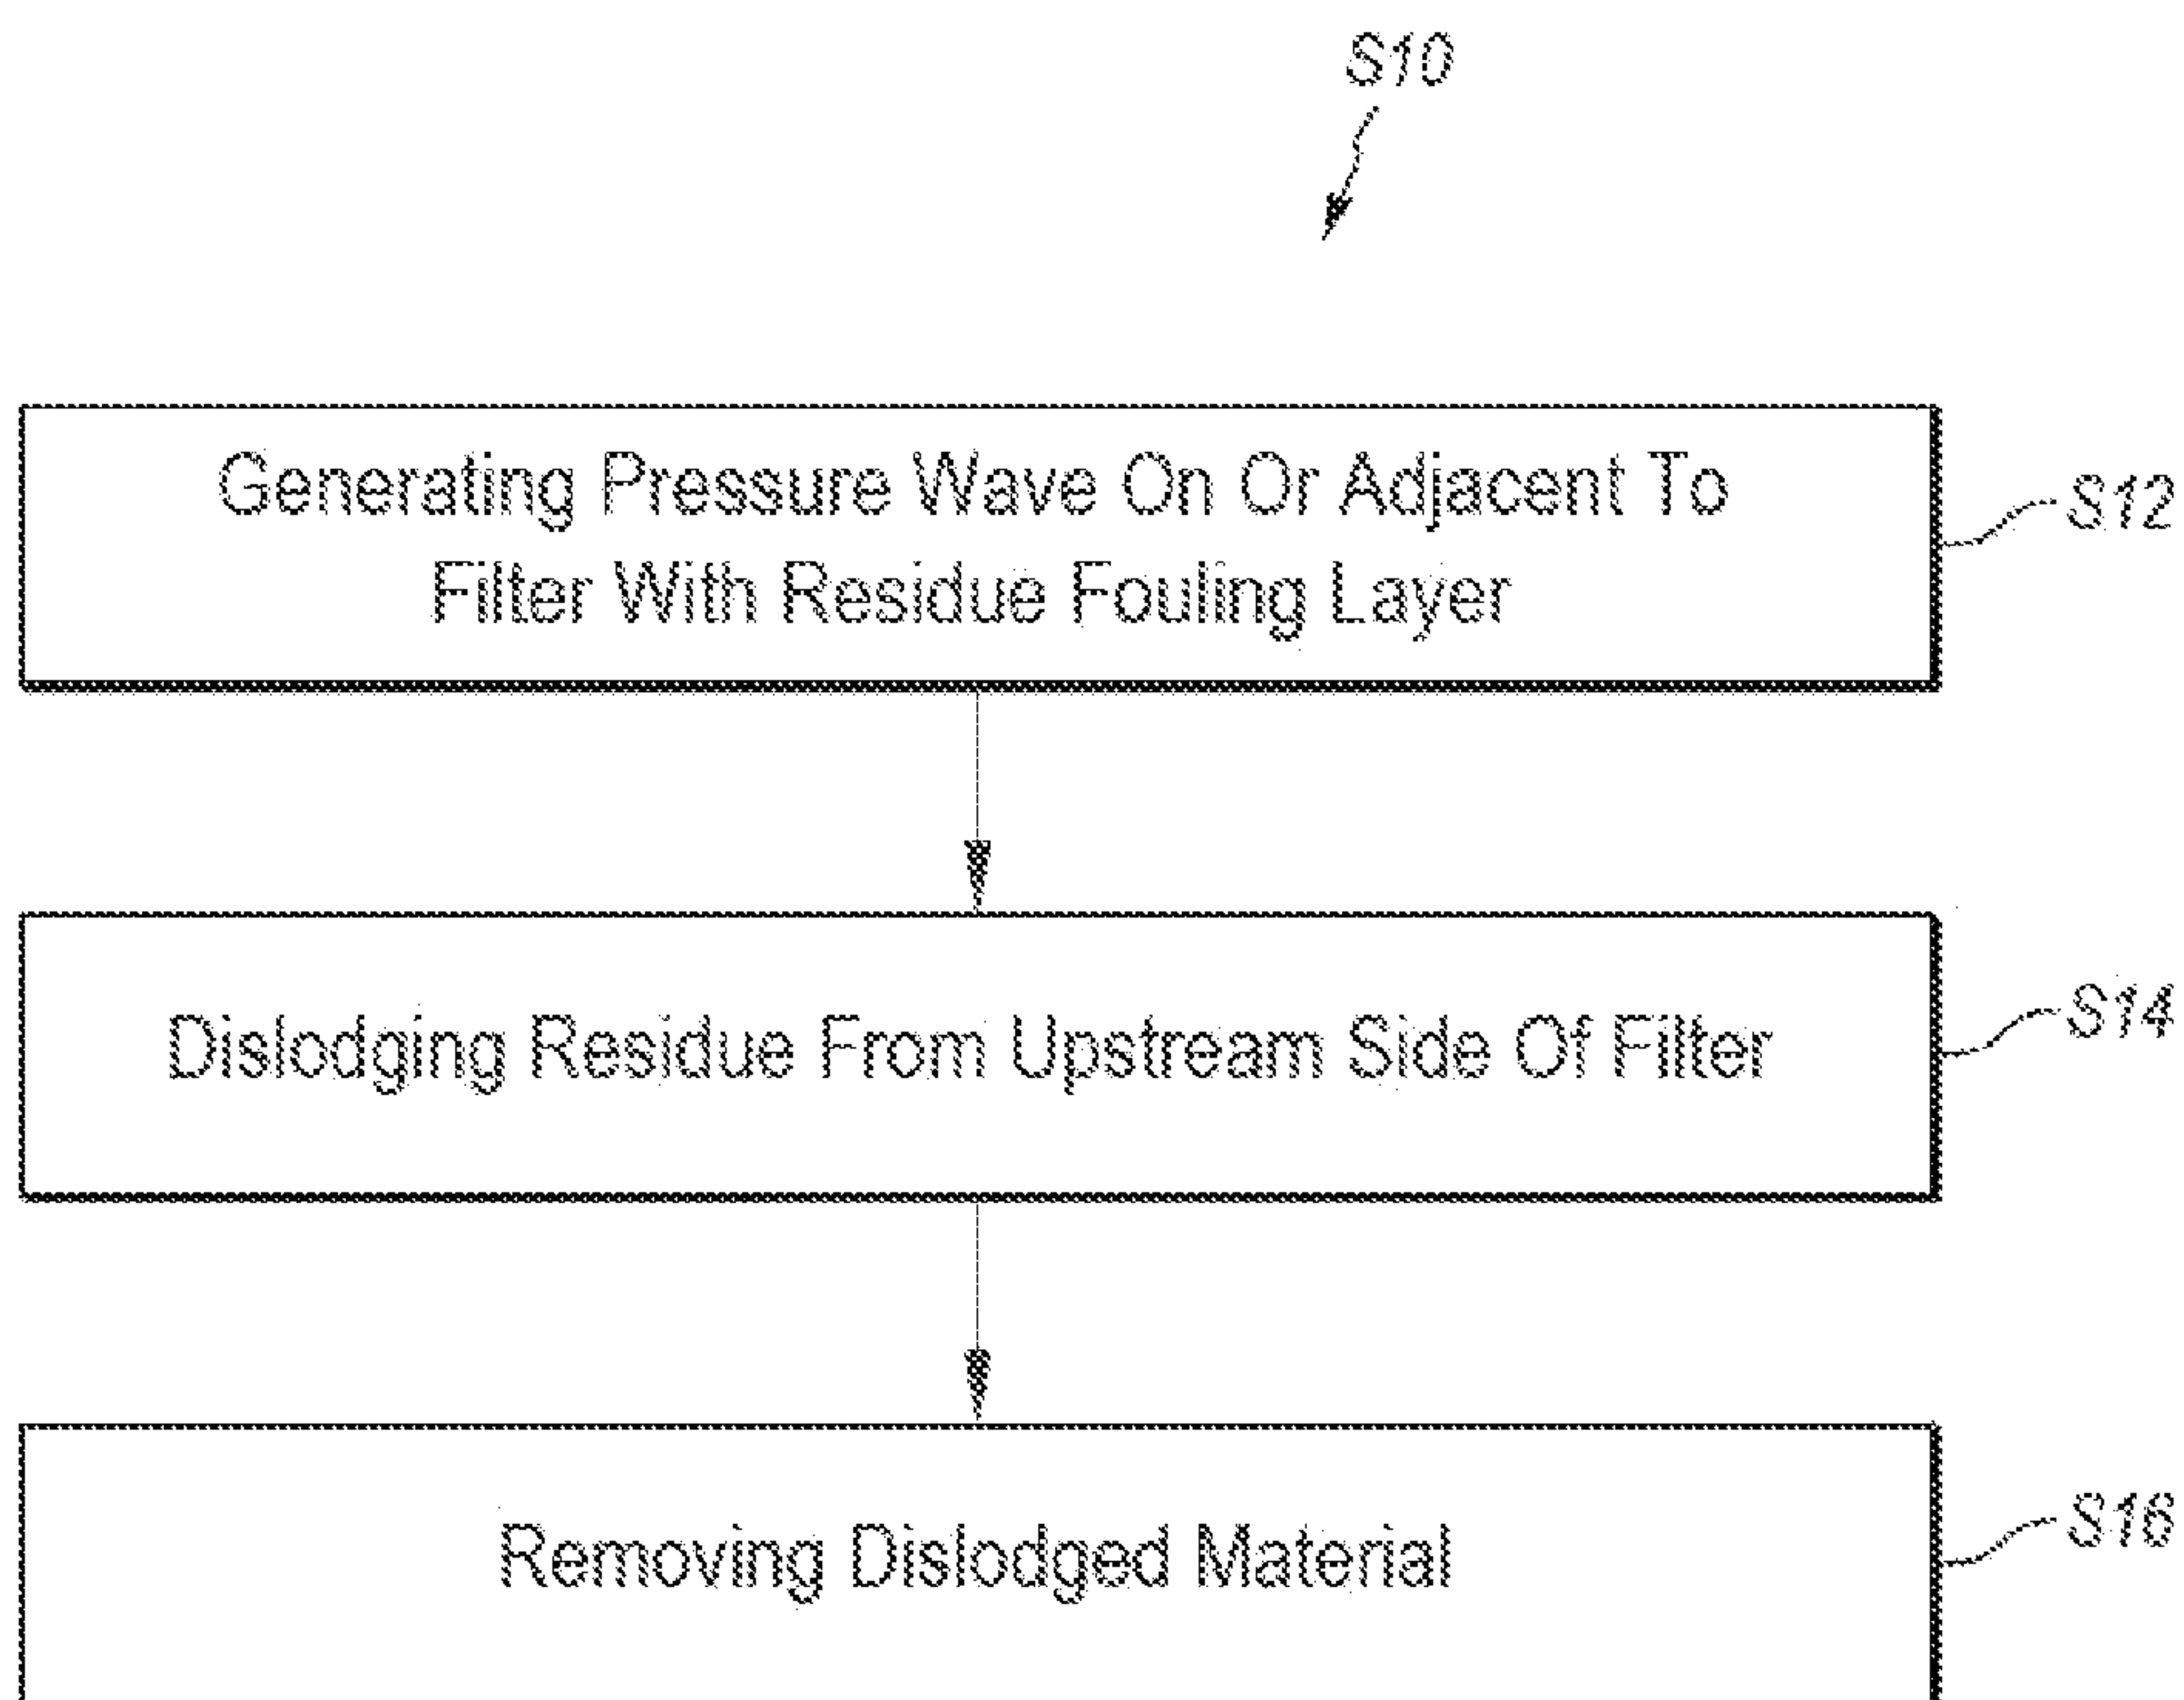 S10
Generating Pressure Wave On Or Adjacent To
Filter With Residue Fouling Layer
S12
Dislodging Residue From Upstream Side Of Filter
S14
Removing Dislodged Material
S16